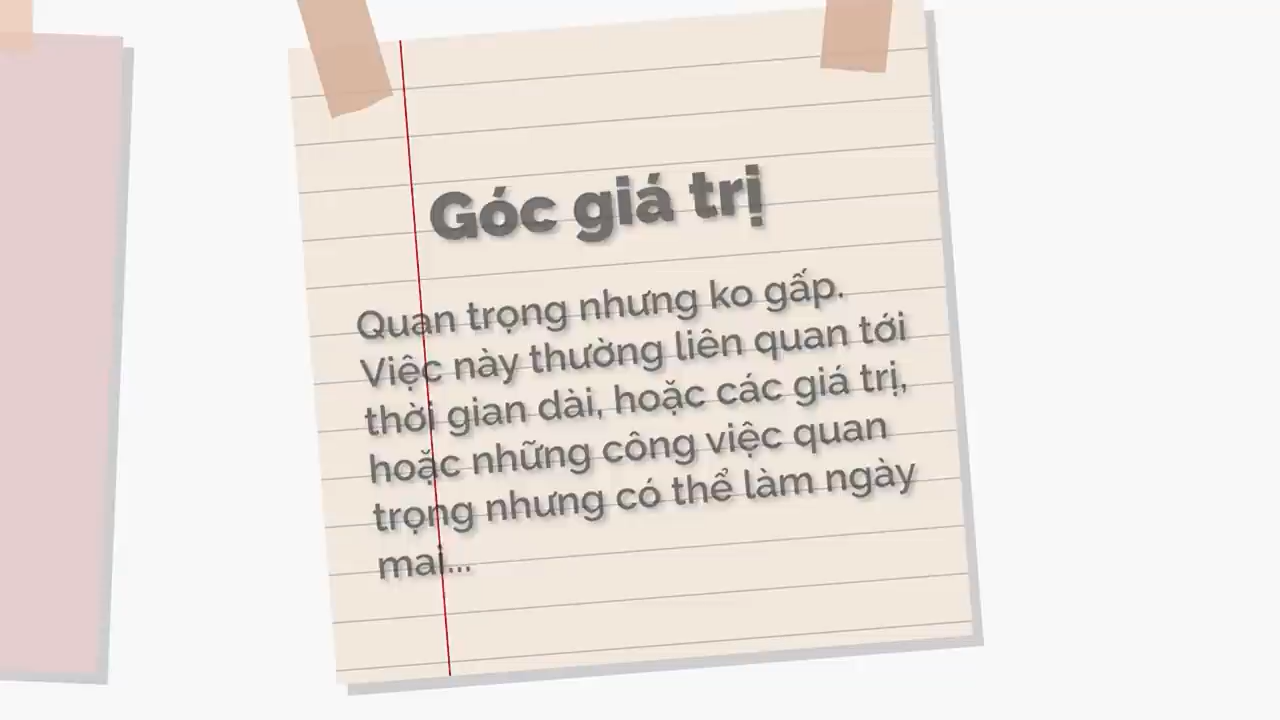 Góc giá trị
Quan trọng nhưng ko gấp.
Việc này thường liên quan tới
thời gian dài, hoặc các giá trị,
hoặc những công việc quan
trọng nhưng có thể làm ngày
mai...